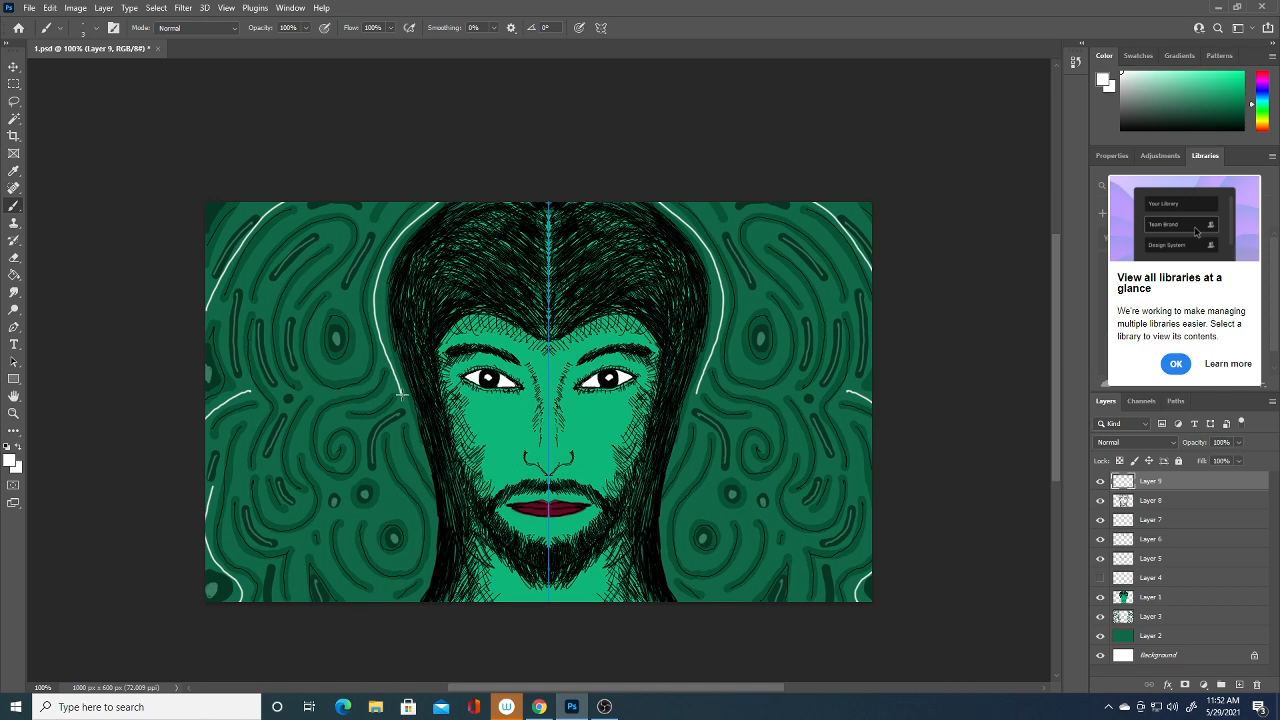 Ps File Edit Image Layer Type Select Filter 3D View Plugins Window Help
3 Mode: Normal Opacity: 100% Flow: 100% Smoothing: 0% 0°
1.psd @ 100% (Layer 9, RGB/8#) *
Color Swatches Gradients Patterns
Properties Adjustments Libraries
Your Library
Team Brand
Design System
View all libraries at a
glance
We're working to make managing
multiple libraries easier. Select a
library to view its contents.
OK Learn more
Layers Channels Paths
Kind
Normal Opacity: 100%
Lock: Fill: 100%
Layer 9
Layer 8
Layer 7
Layer 6
Layer 5
Layer 4
Layer 1
Layer 3
Layer 2
Background
100% 1000 px x 600 px (72.009 ppi)
Type here to search
11:52 AM
5/29/2021